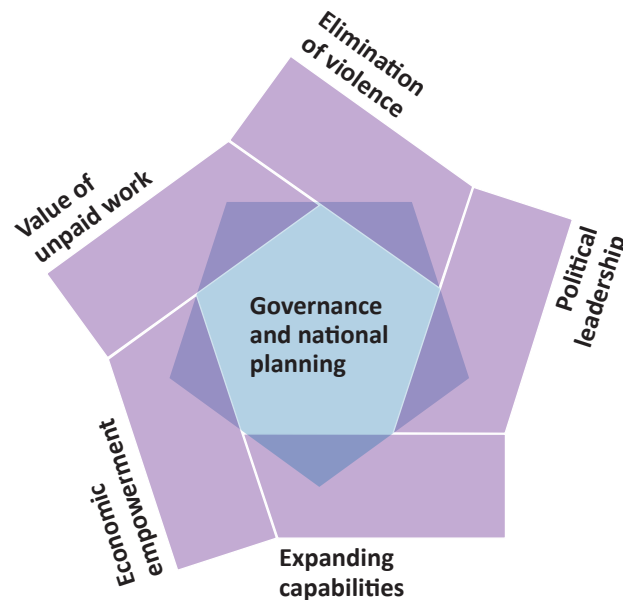 Elimination
of violence
Value of
unpaid work
Political
leadership
Governance
and national
planning
Economic
empowerment
Expanding
capabilities